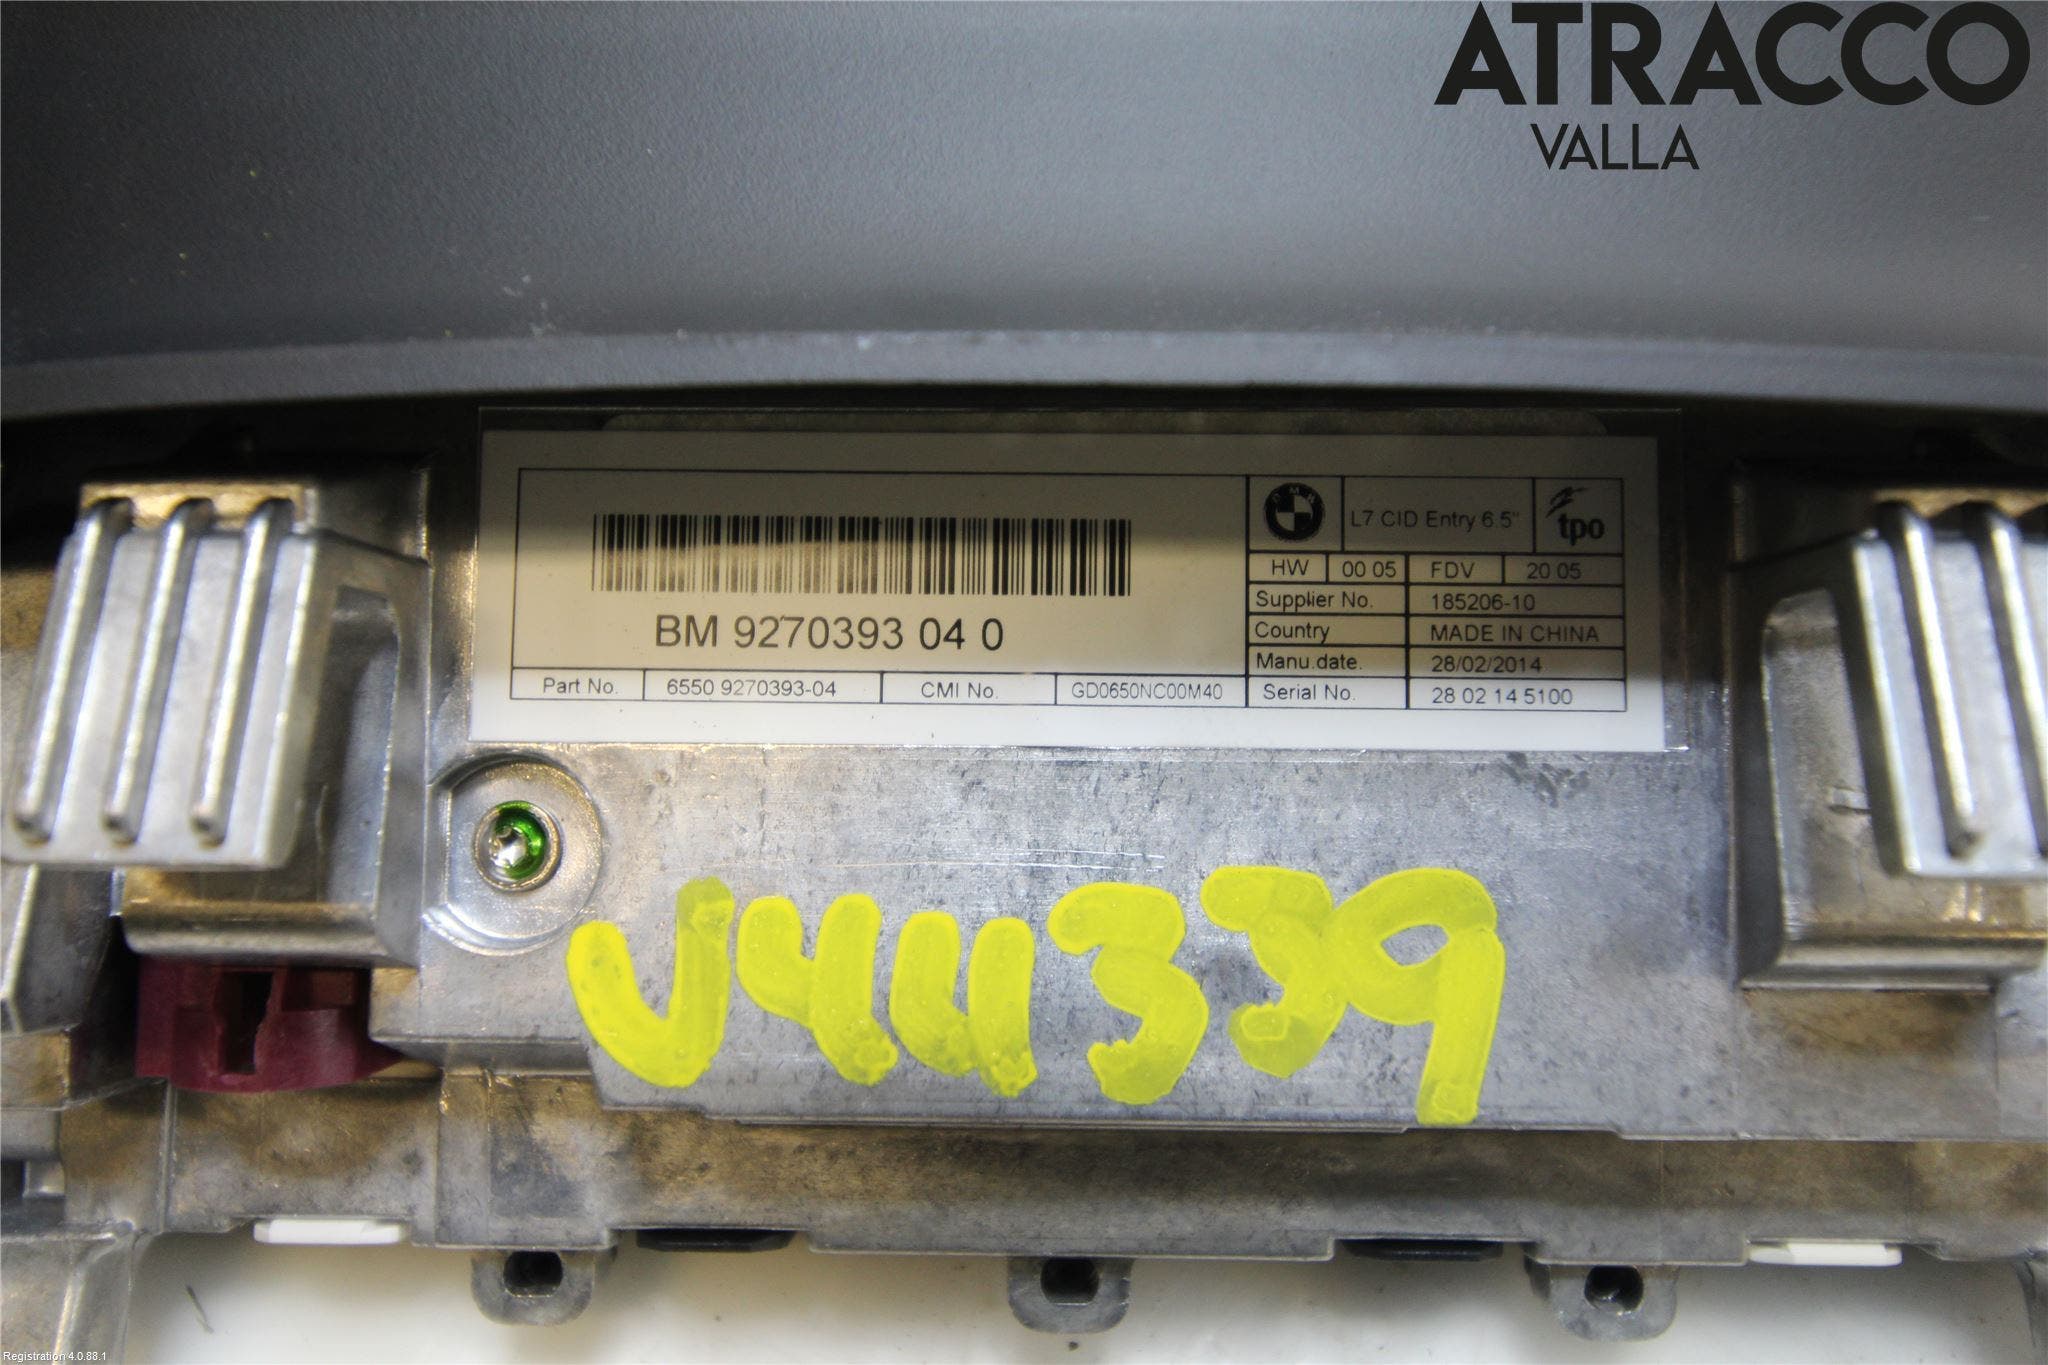 ATRACCO
VALLA
BMW
L7 CID Entry 6.5"
tpo
HW 00 05 FDV 20 05
Supplier No. 185206-10
BM 9270393 04 0
Country MADE IN CHINA
Manu.date. 28/02/2014
Part No. 6550 9270393-04 CMI No. GD0650NC00M40
Serial No. 28 02 14 5100
V44339
Registration 4.0.88.1